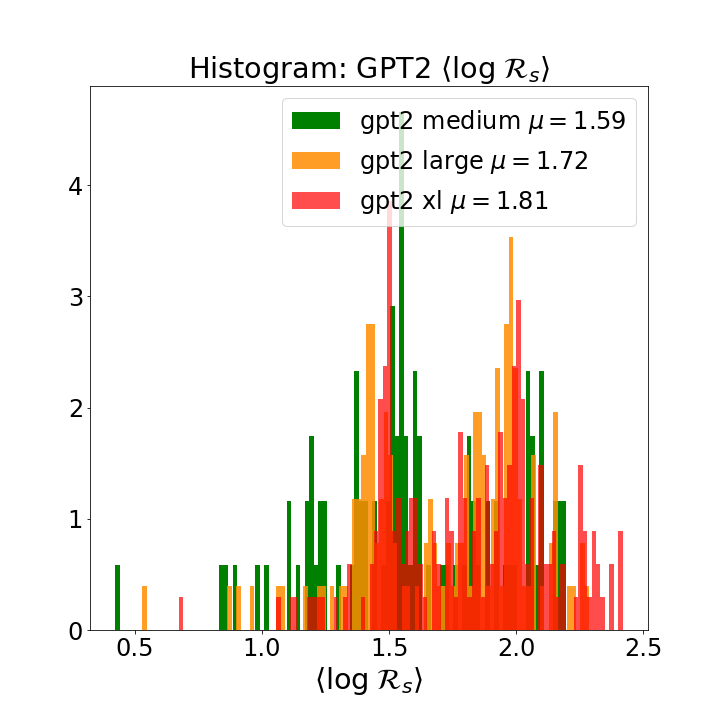 Histogram: GPT2 ⟨log ℛₛ⟩
gpt2 medium μ = 1.59
gpt2 large μ = 1.72
gpt2 xl μ = 1.81
4
3
2
1
0
0.5 1.0 1.5 2.0 2.5
⟨log ℛₛ⟩